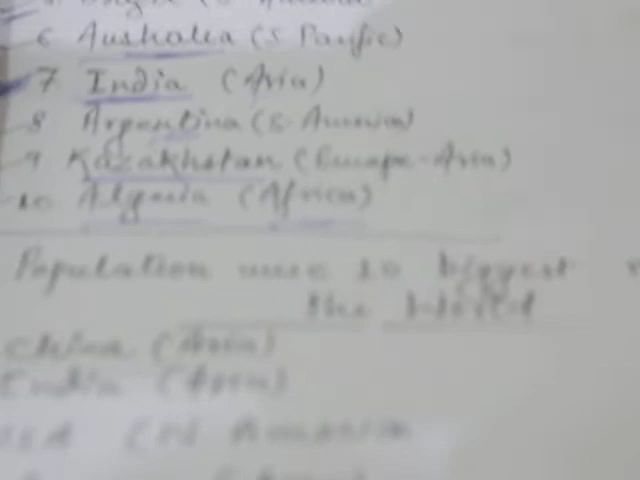 6 Australia (S Pacific)
7 India (Asia)
8 Argentina (S. America)
9 Kazakhstan (Europe-Asia)
10 Algeria (Africa)
Population wise 10 biggest
the World
China (Asia)
India (Asia)
USA (N America